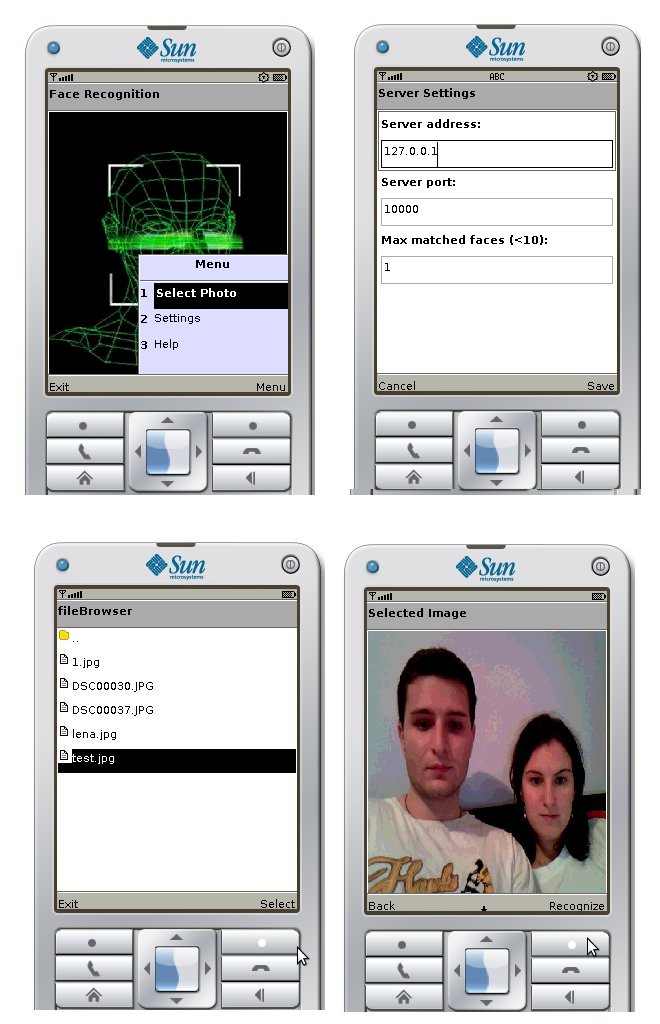 Sun
microsystems
Face Recognition
Menu
1 Select Photo
2 Settings
3 Help
Exit Menu
Sun
microsystems
ABC
Server Settings
Server address:
127.0.0.1
Server port:
10000
Max matched faces (<10):
1
Cancel Save
Sun
microsystems
fileBrowser
..
1.jpg
DSC00030.JPG
DSC00037.JPG
lena.jpg
test.jpg
Exit Select
Sun
microsystems
Selected Image
Back Recognize